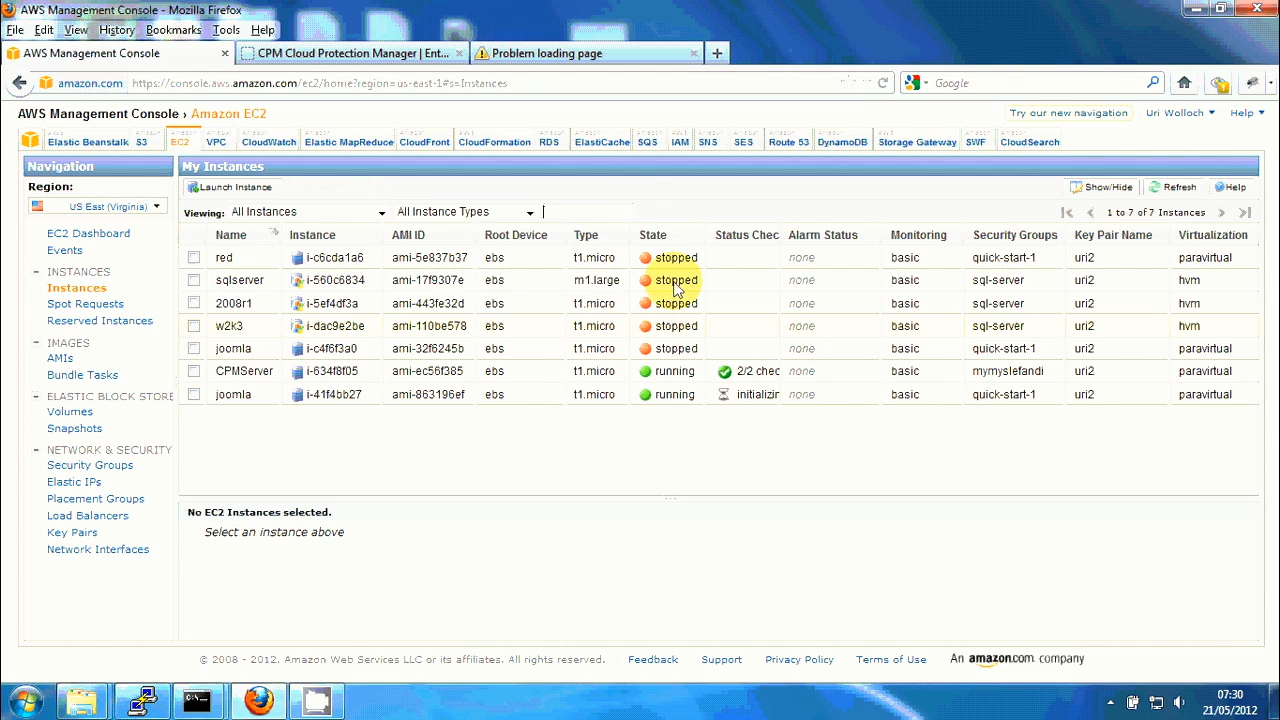 AWS Management Console - Mozilla Firefox
File Edit View History Bookmarks Tools Help
AWS Management Console CPM Cloud Protection Manager | Ent... Problem loading page
amazon.com https://console.aws.amazon.com/ec2/home?region=us-east-1#s=Instances Google
AWS Management Console › Amazon EC2 Try our new navigation Uri Wolloch Help
Elastic Beanstalk S3 EC2 VPC CloudWatch Elastic MapReduce CloudFront CloudFormation RDS ElastiCache SQS IAM SNS SES Route 53 DynamoDB Storage Gateway SWF CloudSearch
Navigation
Region:
US East (Virginia)
EC2 Dashboard
Events
INSTANCES
Instances
Spot Requests
Reserved Instances
IMAGES
AMIs
Bundle Tasks
ELASTIC BLOCK STORE
Volumes
Snapshots
NETWORK & SECURITY
Security Groups
Elastic IPs
Placement Groups
Load Balancers
Key Pairs
Network Interfaces
My Instances
Launch Instance Show/Hide Refresh Help
Viewing: All Instances All Instance Types 1 to 7 of 7 Instances
Name Instance AMI ID Root Device Type State Status Chec Alarm Status Monitoring Security Groups Key Pair Name Virtualization
red i-c6cda1a6 ami-5e837b37 ebs t1.micro stopped none basic quick-start-1 uri2 paravirtual
sqlserver i-560c6834 ami-17f9307e ebs m1.large stopped none basic sql-server uri2 hvm
2008r1 i-5ef4df3a ami-443fe32d ebs t1.micro stopped none basic sql-server uri2 hvm
w2k3 i-dac9e2be ami-110be578 ebs t1.micro stopped none basic sql-server uri2 hvm
joomla i-c4f6f3a0 ami-32f6245b ebs t1.micro stopped none basic quick-start-1 uri2 paravirtual
CPMServer i-634f8f05 ami-ec56f385 ebs t1.micro running 2/2 chec none basic mymyslefandi uri2 paravirtual
joomla i-41f4bb27 ami-863196ef ebs t1.micro running initializin none basic quick-start-1 uri2 paravirtual
No EC2 Instances selected.
Select an instance above
© 2008 - 2012, Amazon Web Services LLC or its affiliates. All rights reserved. Feedback Support Privacy Policy Terms of Use An amazon.com company
07:30
21/05/2012